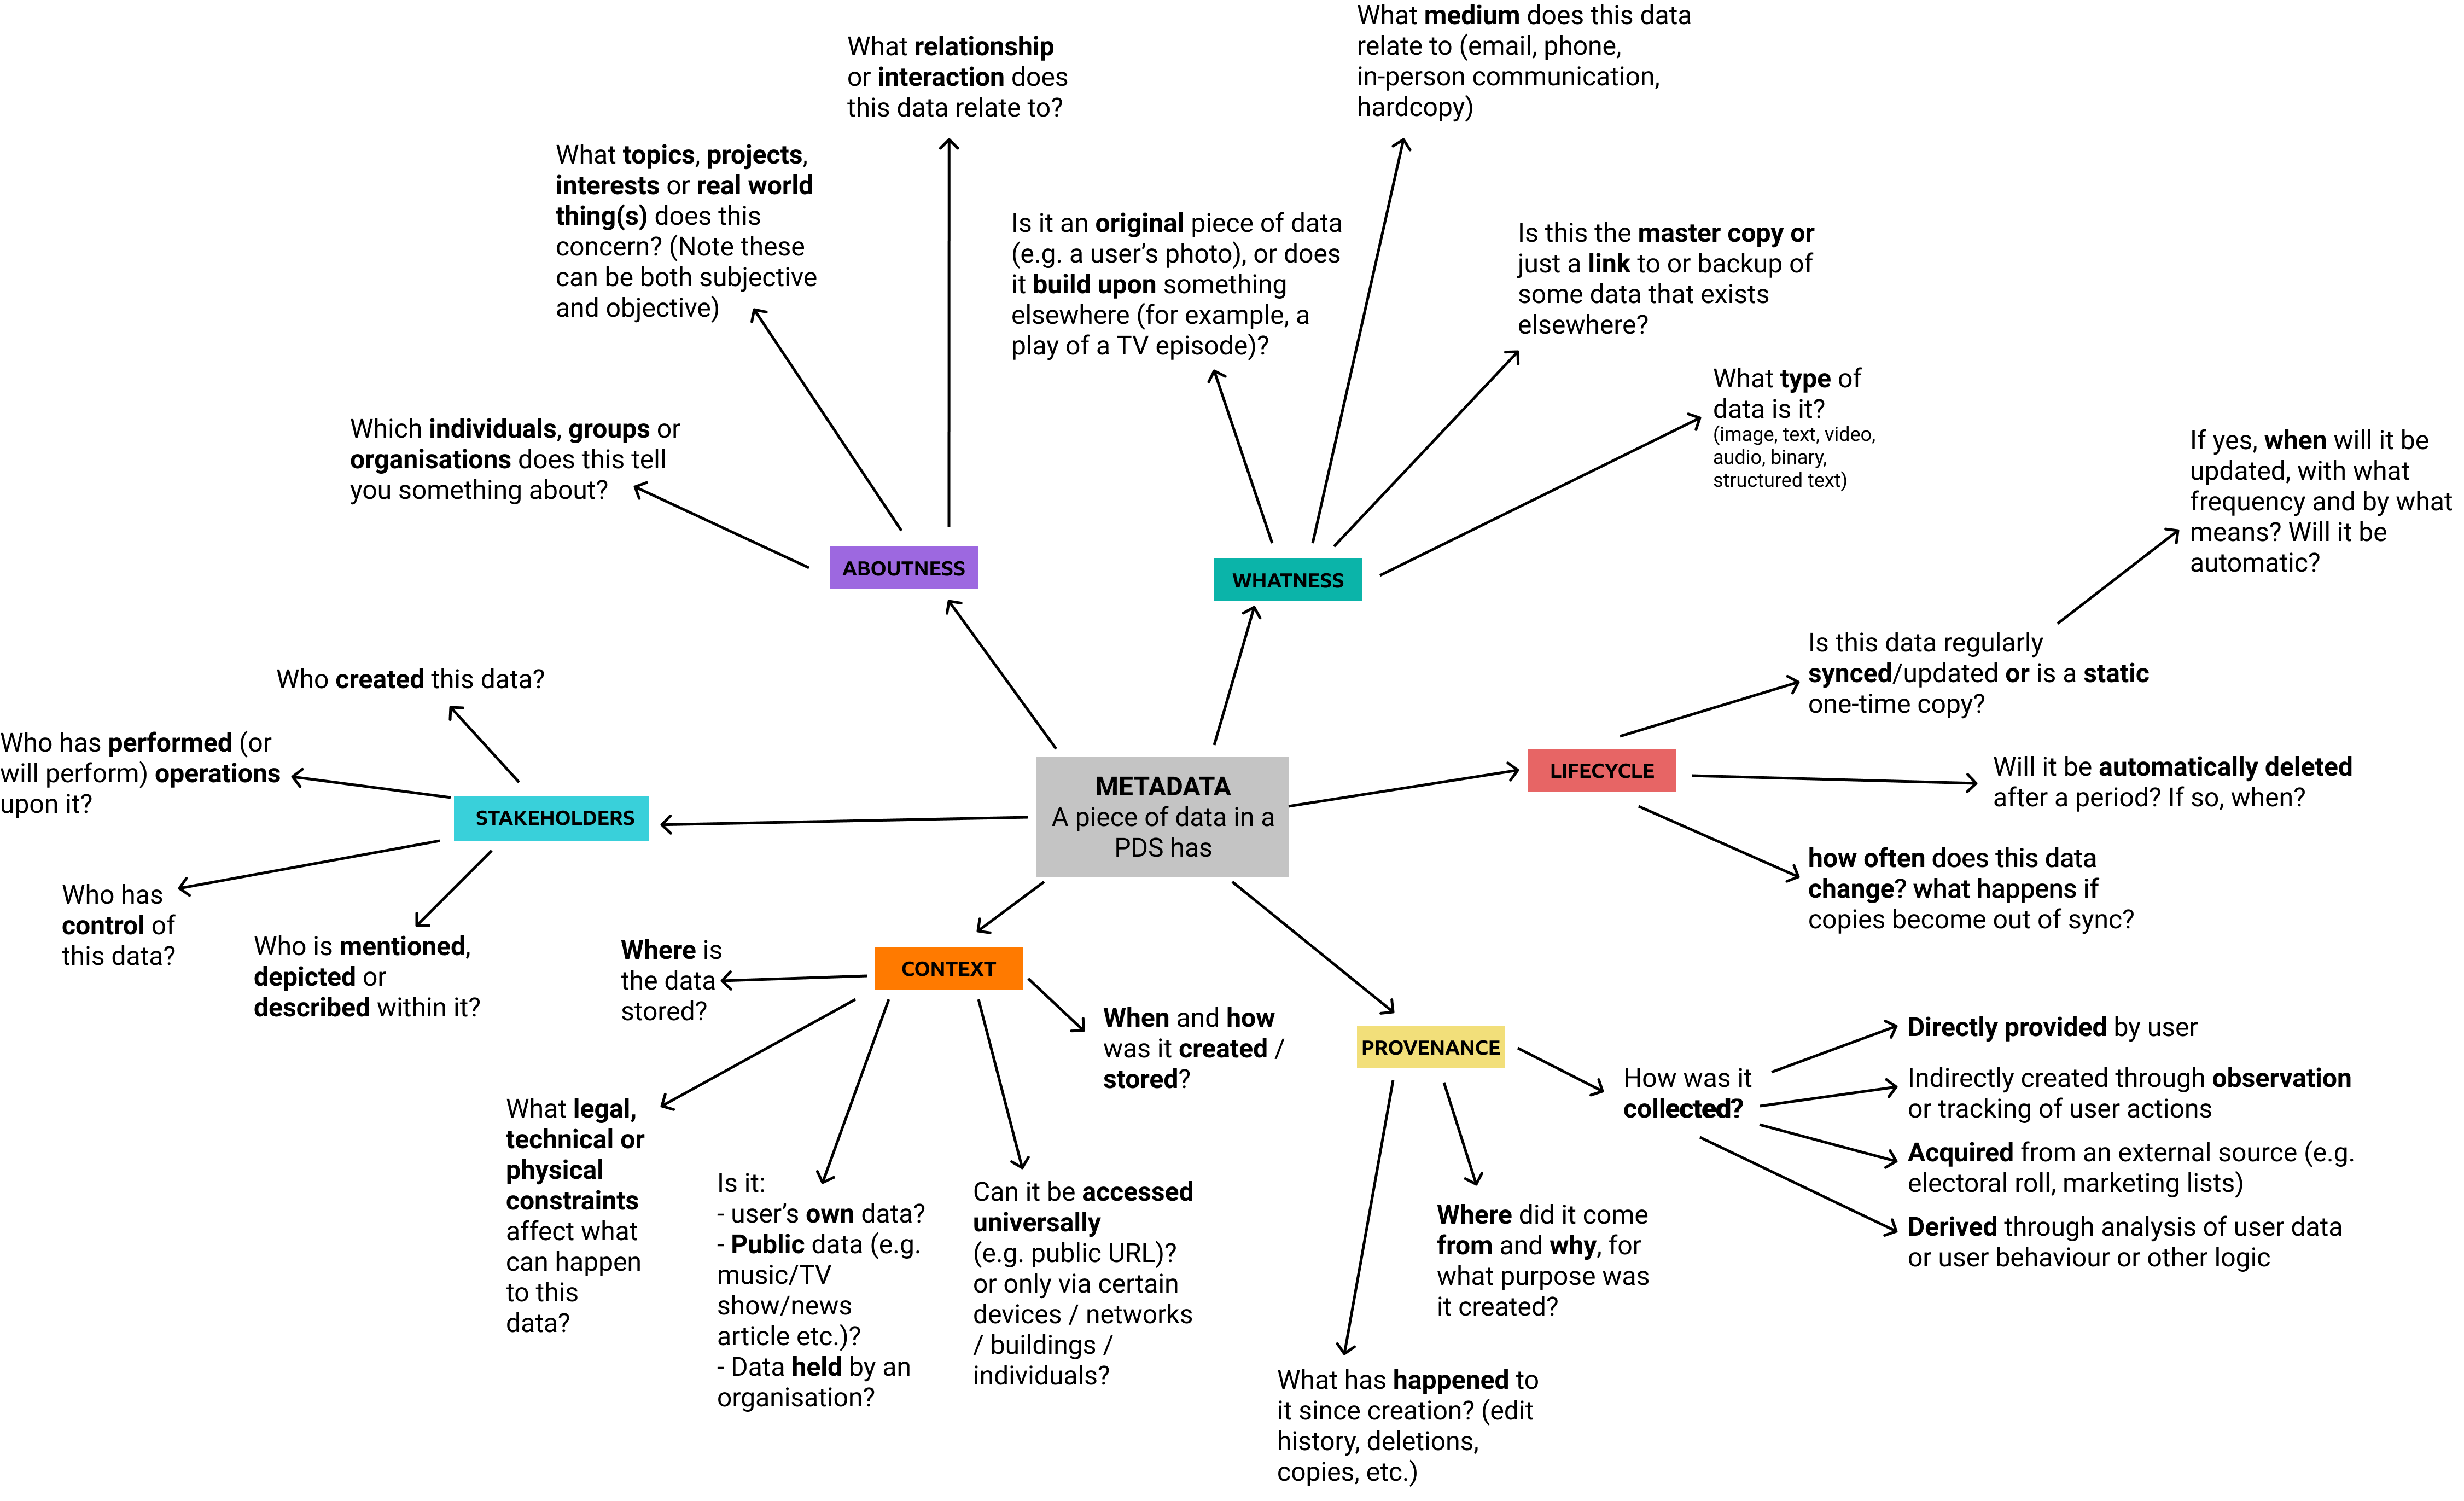 What medium does this data
relate to (email, phone,
in-person communication,
hardcopy)
What relationship
or interaction does
this data relate to?
What topics, projects,
interests or real world
thing(s) does this
concern? (Note these
can be both subjective
and objective)
Is it an original piece of data
(e.g. a user’s photo), or does
it build upon something
elsewhere (for example, a
play of a TV episode)?
Is this the master copy or
just a link to or backup of
some data that exists
elsewhere?
What type of
data is it?
(image, text, video,
audio, binary,
structured text)
Which individuals, groups or
organisations does this tell
you something about?
If yes, when will it be
updated, with what
frequency and by what
means? Will it be
automatic?
ABOUTNESS
WHATNESS
Is this data regularly
synced/updated or is a static
one-time copy?
Who created this data?
Who has performed (or
will perform) operations
upon it?
STAKEHOLDERS
METADATA
A piece of data in a
PDS has
LIFECYCLE
Will it be automatically deleted
after a period? If so, when?
how often does this data
change? what happens if
copies become out of sync?
Who has
control of
this data?
Who is mentioned,
depicted or
described within it?
Where is
the data
stored?
CONTEXT
When and how
was it created /
stored?
PROVENANCE
How was it
collected?
Directly provided by user
Indirectly created through observation
or tracking of user actions
Acquired from an external source (e.g.
electoral roll, marketing lists)
Derived through analysis of user data
or user behaviour or other logic
What legal,
technical or
physical
constraints
affect what
can happen
to this
data?
Is it:
- user’s own data?
- Public data (e.g.
music/TV
show/news
article etc.)?
- Data held by an
organisation?
Can it be accessed
universally
(e.g. public URL)?
or only via certain
devices / networks
/ buildings /
individuals?
Where did it come
from and why, for
what purpose was
it created?
What has happened to
it since creation? (edit
history, deletions,
copies, etc.)